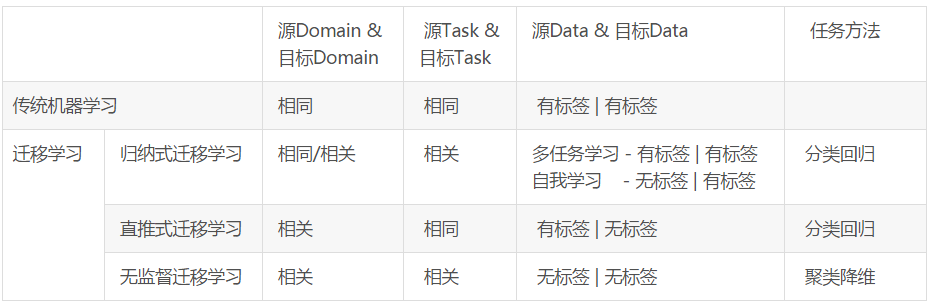 源Domain & 目标Domain 源Task & 目标Task 源Data & 目标Data 任务方法
传统机器学习 相同 相同 有标签 | 有标签
迁移学习 归纳式迁移学习 相同/相关 相关 多任务学习 - 有标签 | 有标签 分类回归
自我学习 - 无标签 | 有标签
直推式迁移学习 相关 相同 有标签 | 无标签 分类回归
无监督迁移学习 相关 相关 无标签 | 无标签 聚类降维